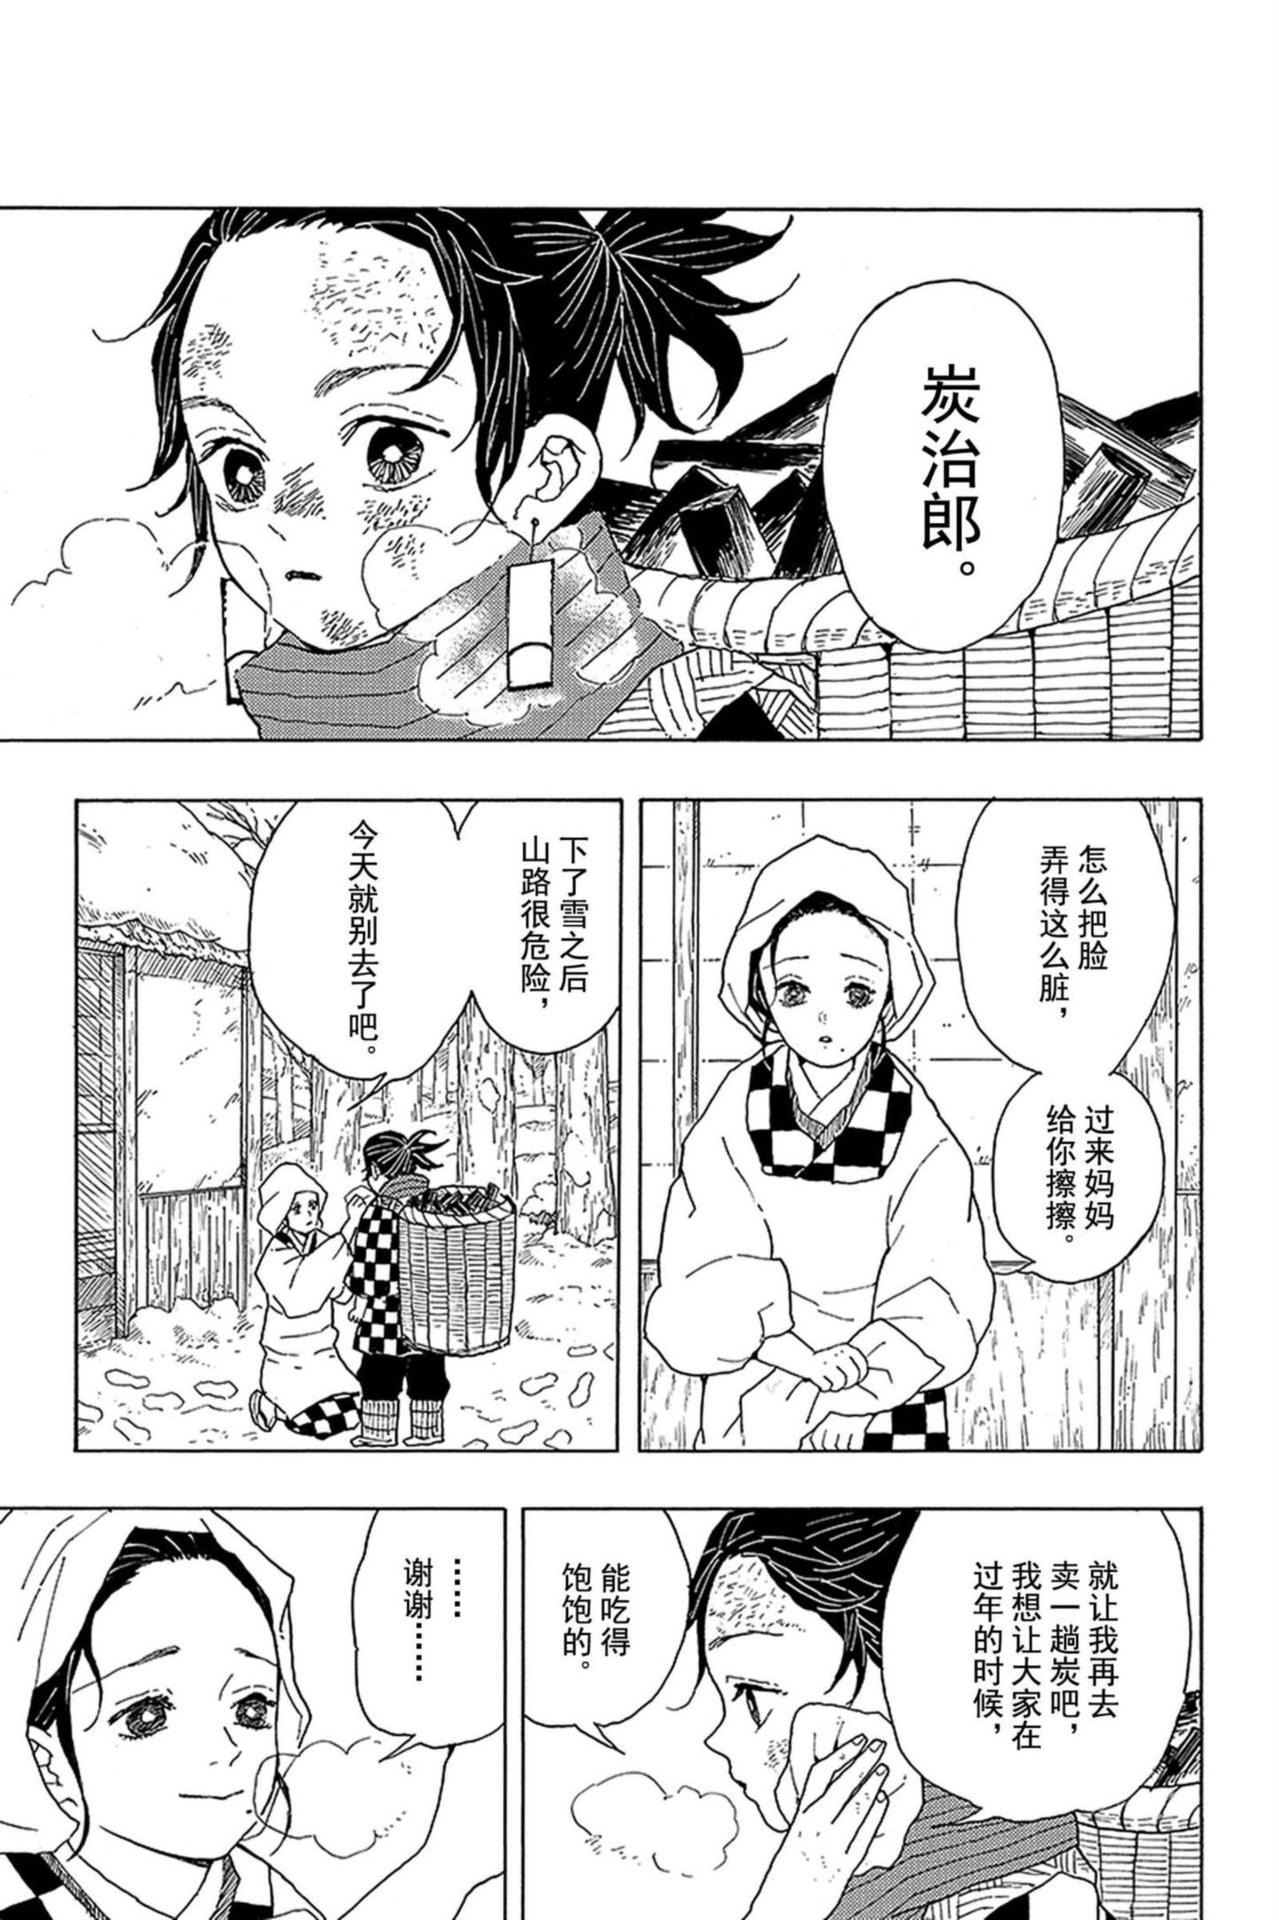 炭治郎。
怎么把脸
弄得这么脏，
过来妈妈
给你擦擦。
下了雪之后
山路很危险，
今天就别去了吧。
就让我再去
卖一趟炭吧，
我想让大家在
过年的时候，
能吃得
饱饱的。
……
谢谢……